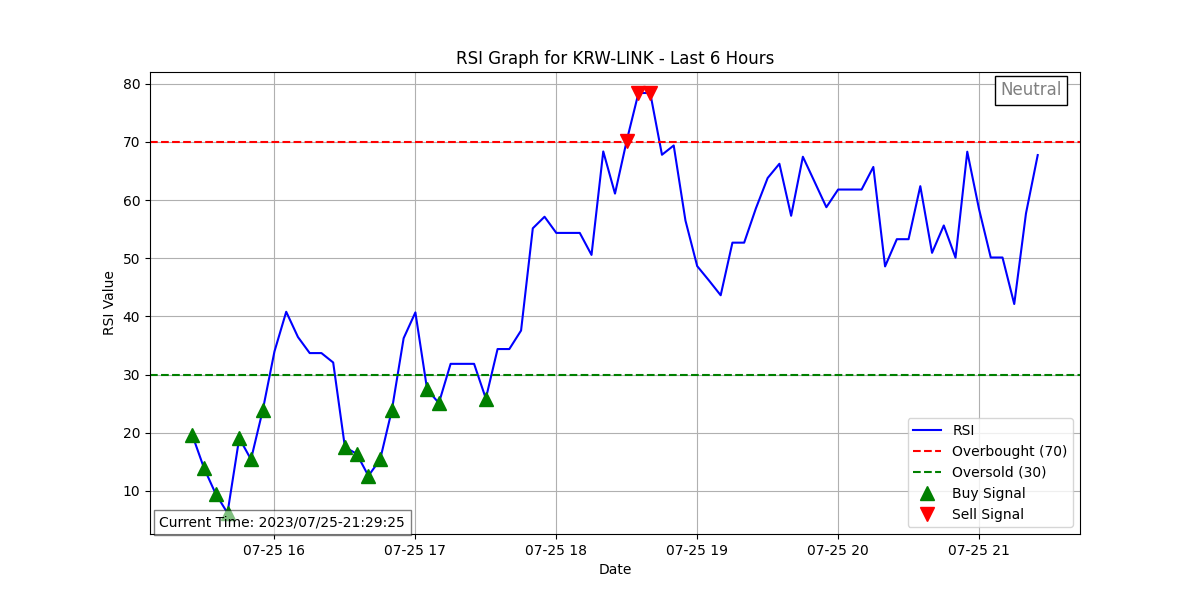 RSI Graph for KRW-LINK - Last 6 Hours
Neutral
80
70
60
50
40
30
20
10
RSI Value
RSI
Overbought (70)
Oversold (30)
Buy Signal
Sell Signal
Current Time: 2023/07/25-21:29:25
07-25 16
07-25 17
07-25 18
07-25 19
07-25 20
07-25 21
Date